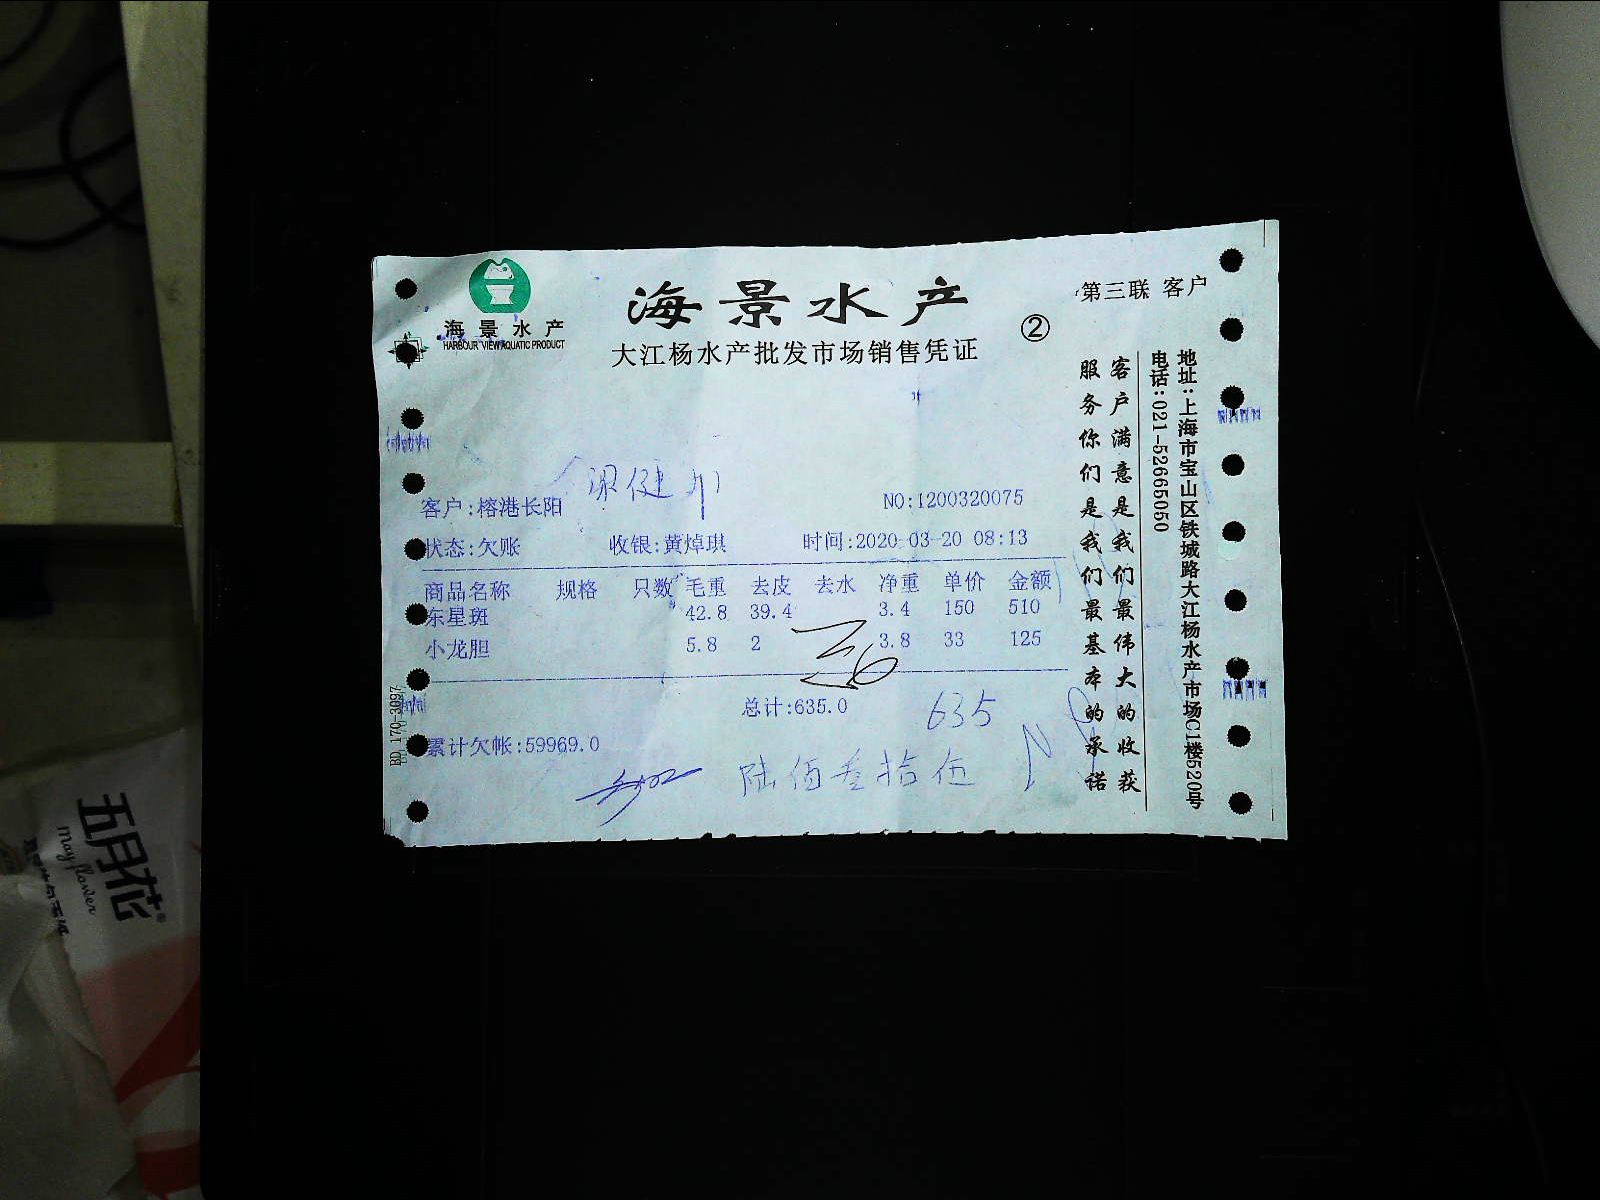 海景水产
HARBOUR VIEW AQUATIC PRODUCT
海景水产
大江杨水产批发市场销售凭证
②
第三联 客户
客户满意是我们最伟大的收获
服务你们是我们最基本的承诺
地址:上海市宝山区铁城路大江杨水产市场C1楼520号
电话:021-52665050
客户:榕港长阳
NO:1200320075
状态:欠账 收银:黄焯琪 时间:2020-03-20 08:13
商品名称 规格 只数 毛重 去皮 去水 净重 单价 金额
东星斑 42.8 39.4 3.4 150 510
小龙胆 5.8 2 3.8 33 125
总计:635.0
635
累计欠帐:59969.0
陆佰叁拾伍
BD 170-3097
五月花
May flower